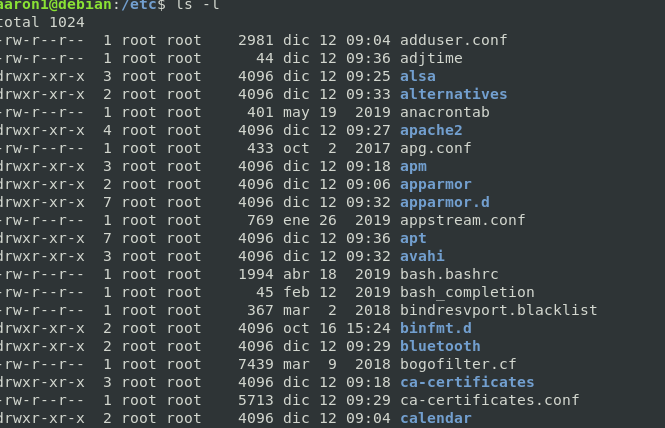 aaron1@debian:/etc$ ls -l
total 1024
-rw-r--r--  1 root root    2981 dic 12 09:04 adduser.conf
-rw-r--r--  1 root root      44 dic 12 09:36 adjtime
drwxr-xr-x  3 root root    4096 dic 12 09:25 alsa
drwxr-xr-x  2 root root    4096 dic 12 09:33 alternatives
-rw-r--r--  1 root root     401 may 19  2019 anacrontab
drwxr-xr-x  4 root root    4096 dic 12 09:27 apache2
-rw-r--r--  1 root root     433 oct  2  2017 apg.conf
drwxr-xr-x  3 root root    4096 dic 12 09:18 apm
drwxr-xr-x  2 root root    4096 dic 12 09:06 apparmor
drwxr-xr-x  7 root root    4096 dic 12 09:32 apparmor.d
-rw-r--r--  1 root root     769 ene 26  2019 appstream.conf
drwxr-xr-x  7 root root    4096 dic 12 09:36 apt
drwxr-xr-x  3 root root    4096 dic 12 09:32 avahi
-rw-r--r--  1 root root    1994 abr 18  2019 bash.bashrc
-rw-r--r--  1 root root      45 feb 12  2019 bash_completion
-rw-r--r--  1 root root     367 mar  2  2018 bindresvport.blacklist
drwxr-xr-x  2 root root    4096 oct 16 15:24 binfmt.d
drwxr-xr-x  2 root root    4096 dic 12 09:29 bluetooth
-rw-r--r--  1 root root    7439 mar  9  2018 bogofilter.cf
drwxr-xr-x  3 root root    4096 dic 12 09:18 ca-certificates
-rw-r--r--  1 root root    5713 dic 12 09:29 ca-certificates.conf
drwxr-xr-x  2 root root    4096 dic 12 09:04 calendar